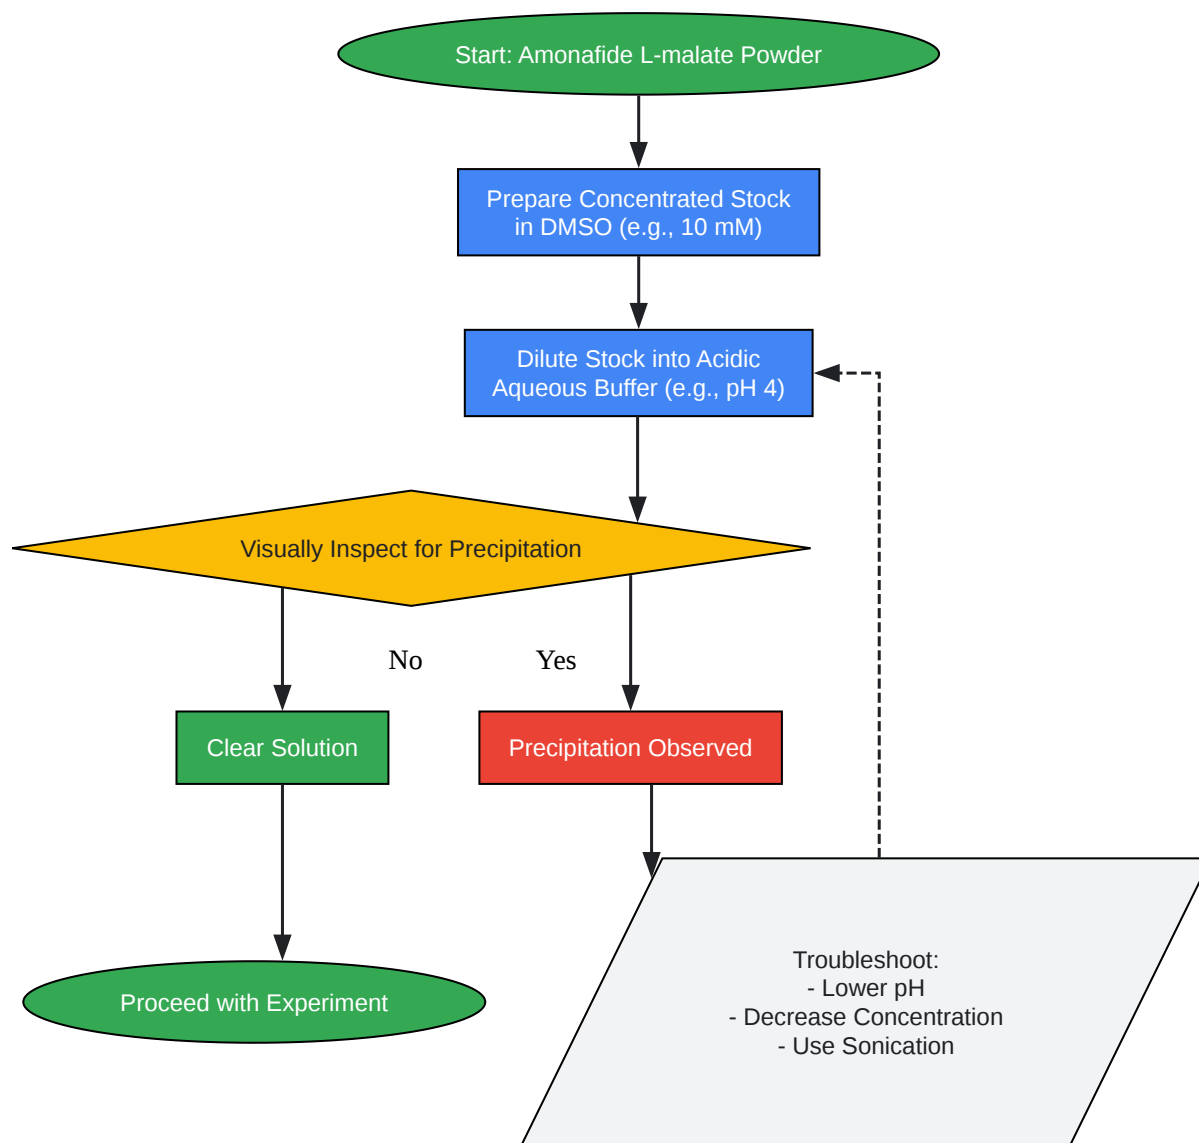 Start: Amonafide L-malate Powder
Prepare Concentrated Stock
in DMSO (e.g., 10 mM)
Dilute Stock into Acidic
Aqueous Buffer (e.g., pH 4)
Visually Inspect for Precipitation
No
Yes
Clear Solution
Precipitation Observed
Proceed with Experiment
Troubleshoot:
- Lower pH
- Decrease Concentration
- Use Sonication